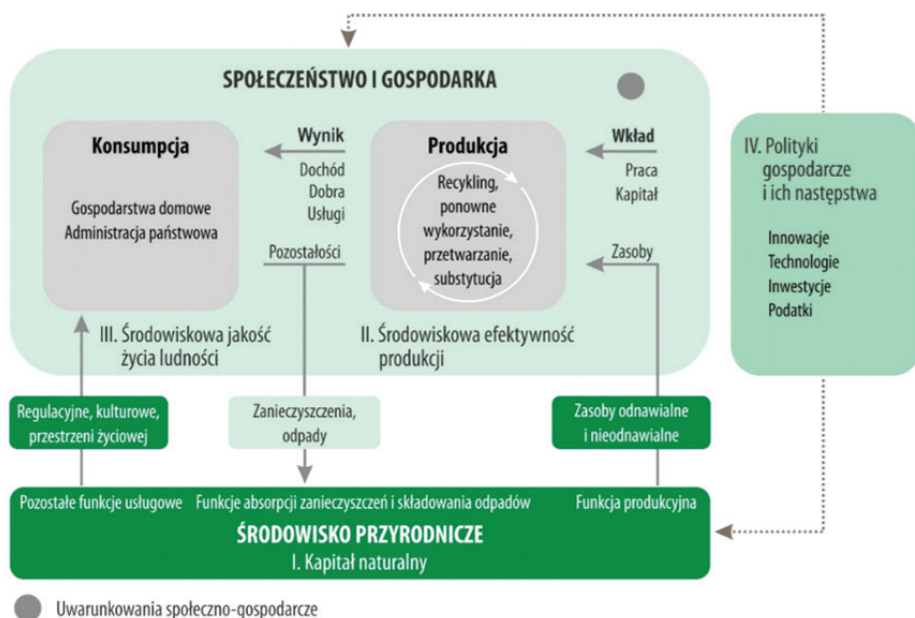 SPOŁECZEŃSTWO I GOSPODARKA
Konsumpcja
Gospodarstwa domowe
Administracja państwowa
Wynik
Dochód
Dobra
Usługi
Pozostałości
Produkcja
Recykling,
ponowne
wykorzystanie,
przetwarzanie,
substytucja
Wkład
Praca
Kapitał
Zasoby
III. Środowiskowa jakość
życia ludności
II. Środowiskowa efektywność
produkcji
IV. Polityki
gospodarcze
i ich następstwa
Innowacje
Technologie
Inwestycje
Podatki
Regulacyjne, kulturowe,
przestrzeni życiowej
Zanieczyszczenia,
odpady
Zasoby odnawialne
i nieodnawialne
Pozostałe funkcje usługowe
Funkcje absorpcji zanieczyszczeń i składowania odpadów
Funkcja produkcyjna
ŚRODOWISKO PRZYRODNICZE
I. Kapitał naturalny
Uwarunkowania społeczno-gospodarcze